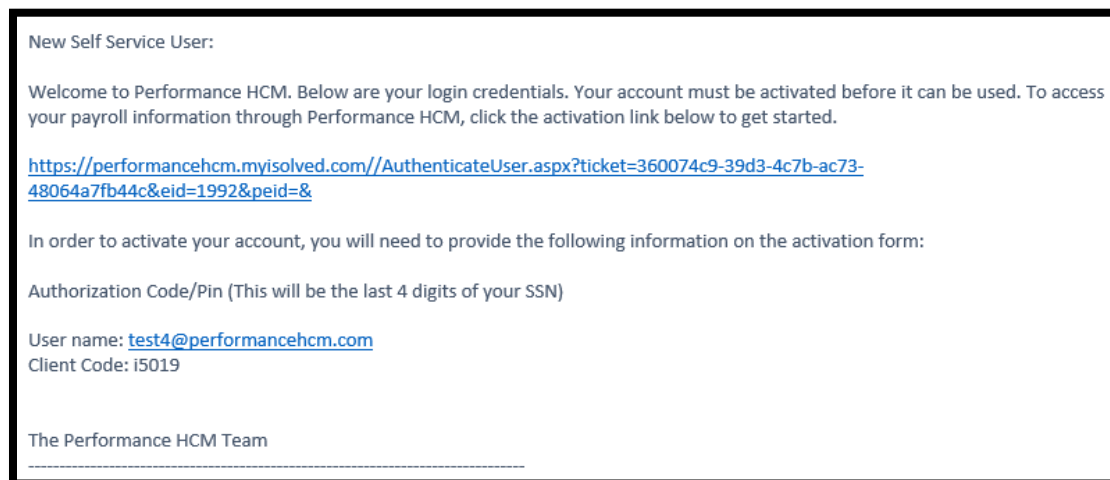 New Self Service User:
Welcome to Performance HCM. Below are your login credentials. Your account must be activated before it can be used. To access
your payroll information through Performance HCM, click the activation link below to get started.
https://performancehcm.myisolved.com//AuthenticateUser.aspx?ticket=360074c9-39d3-4c7b-ac73-
48064a7fb44c&eid=1992&peid=&
In order to activate your account, you will need to provide the following information on the activation form:
Authorization Code/Pin (This will be the last 4 digits of your SSN)
User name: test4@performancehcm.com
Client Code: i5019
The Performance HCM Team
--------------------------------------------------------------------------------